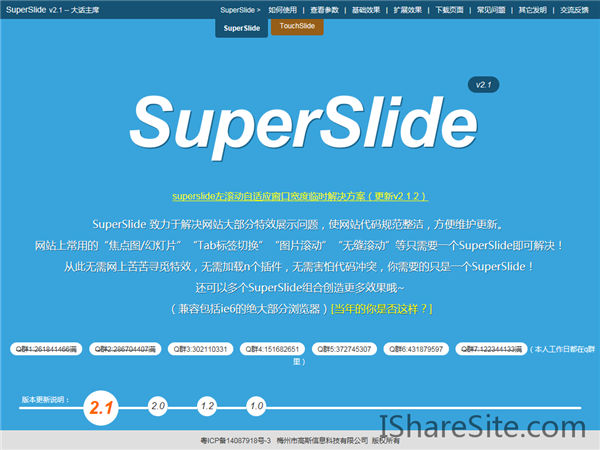 SuperSlide v2.1 -- 大话主席
SuperSlide > 如何使用 | 查看参数 | 基础效果 | 扩展效果 | 下载页面 | 常见问题 | 其它发明 | 交流反馈
SuperSlide TouchSlide
v2.1
SuperSlide
superslide左滚动自适应窗口宽度临时解决方案（更新v2.1.2）
SuperSlide 致力于解决网站大部分特效展示问题，使网站代码规范整洁，方便维护更新。
网站上常用的“焦点图/幻灯片”“Tab标签切换”“图片滚动”“无缝滚动”等只需要一个SuperSlide即可解决！
从此无需网上苦苦寻觅特效，无需加载n个插件，无需害怕代码冲突，你需要的只是一个SuperSlide！
还可以多个SuperSlide组合创造更多效果哦~
（兼容包括ie6的绝大部分浏览器）[当年的你是否这样？]
Q群1:261841466满 Q群2:286704407满 Q群3:302110331 Q群4:151682651 Q群5:372745307 Q群6:431879597 Q群7:122344133满（本人工作日都在q群
里）
版本更新说明：
2.1 2.0 1.2 1.0
IShareSite.com
粤ICP备14087918号-3 梅州市高斯信息科技有限公司 版权所有